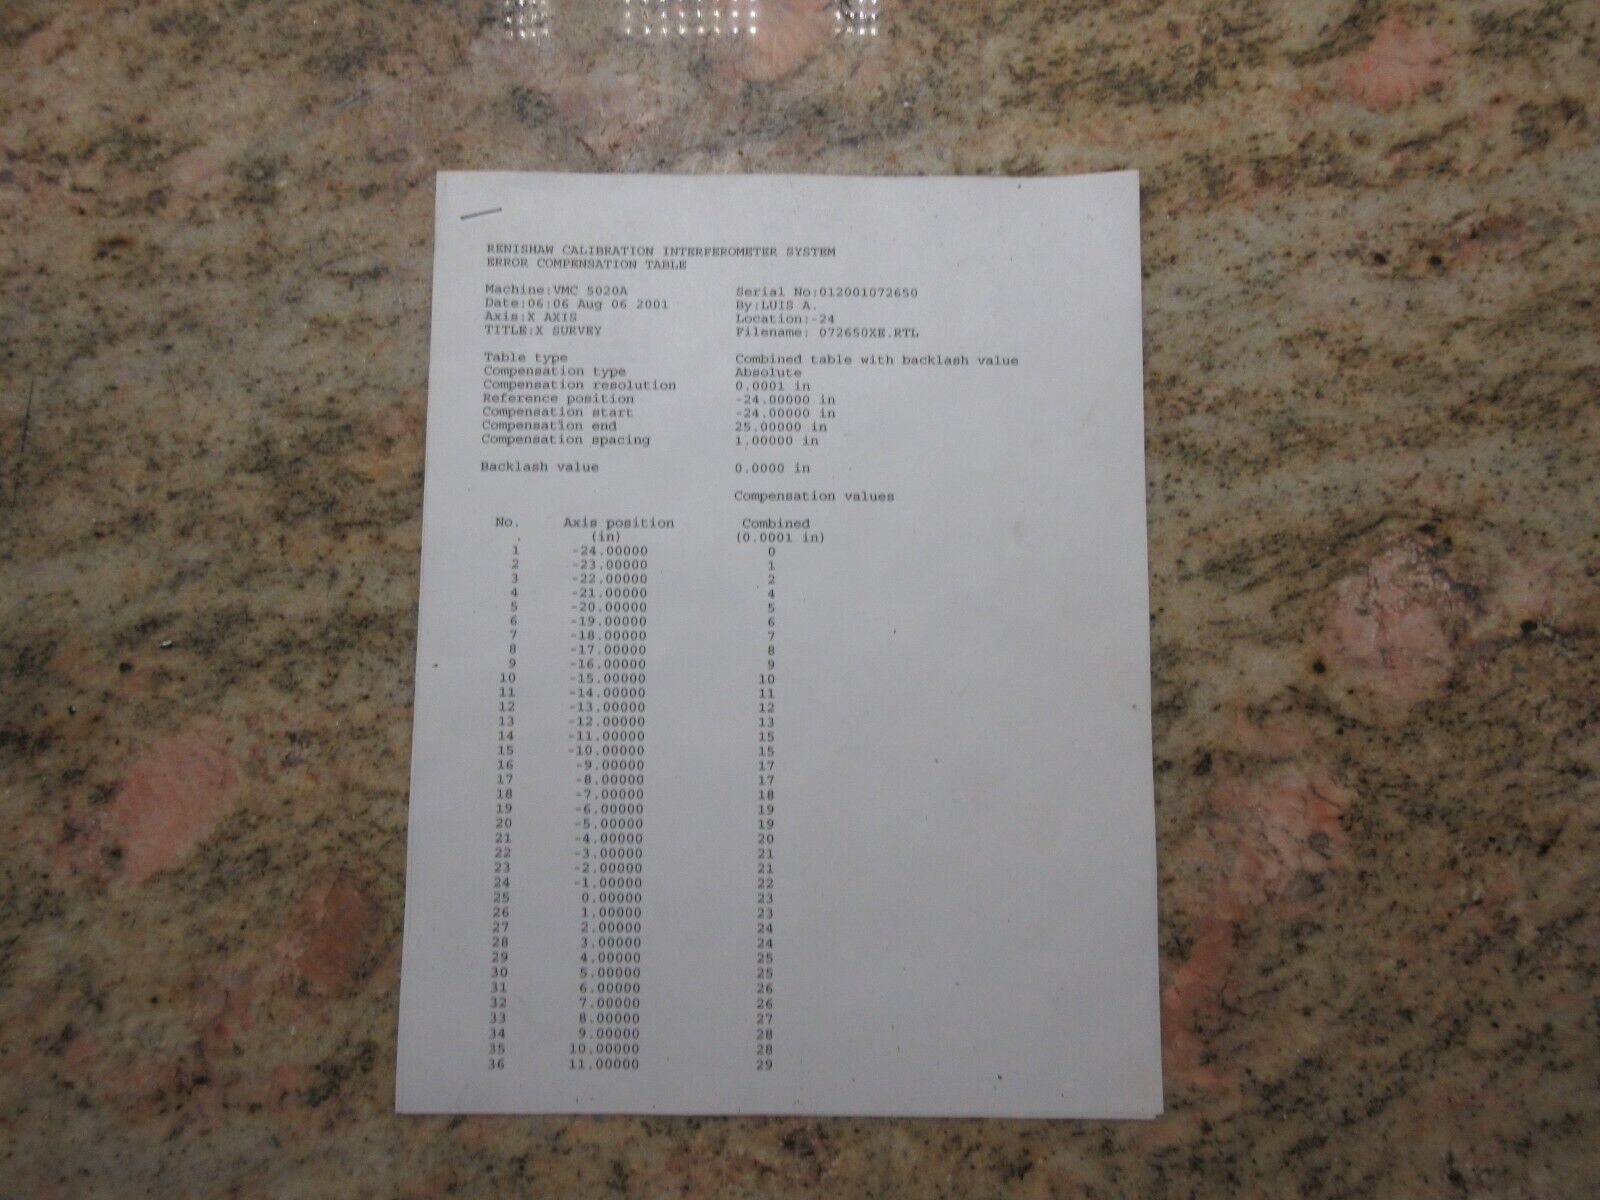 RENISHAW CALIBRATION INTERFEROMETER SYSTEM
ERROR COMPENSATION TABLE
Machine:VMC 5020A Serial No:012001072650
Date:06:06 Aug 06 2001 By:LUIS A.
Axis:X AXIS Location:-24
TITLE:X SURVEY Filename: 072650XE.RTL
Table type Combined table with backlash value
Compensation type Absolute
Compensation resolution 0.0001 in
Reference position -24.00000 in
Compensation start -24.00000 in
Compensation end 25.00000 in
Compensation spacing 1.00000 in
Backlash value 0.0000 in
Compensation values
No. Axis position Combined
(in) (0.0001 in)
1 -24.00000 0
2 -23.00000 1
3 -22.00000 2
4 -21.00000 4
5 -20.00000 5
6 -19.00000 6
7 -18.00000 7
8 -17.00000 8
9 -16.00000 9
10 -15.00000 10
11 -14.00000 11
12 -13.00000 12
13 -12.00000 13
14 -11.00000 15
15 -10.00000 15
16 -9.00000 17
17 -8.00000 17
18 -7.00000 18
19 -6.00000 19
20 -5.00000 19
21 -4.00000 20
22 -3.00000 21
23 -2.00000 21
24 -1.00000 22
25 0.00000 23
26 1.00000 23
27 2.00000 24
28 3.00000 24
29 4.00000 25
30 5.00000 25
31 6.00000 26
32 7.00000 26
33 8.00000 27
34 9.00000 28
35 10.00000 28
36 11.00000 29